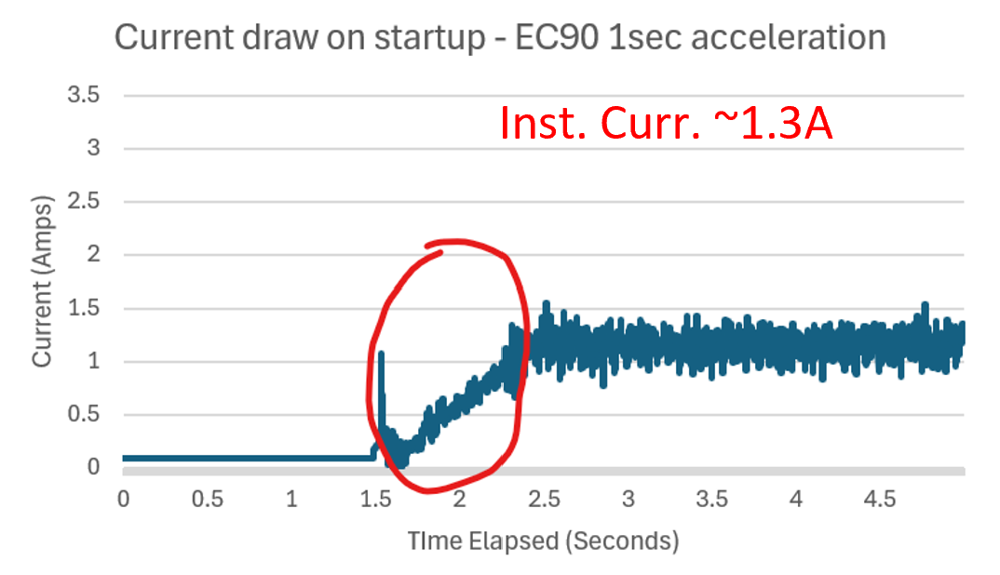 Current draw on startup - EC90 1sec acceleration
Inst. Curr. ~1.3A
3.5
3
2.5
2
1.5
1
0.5
0
Current (Amps)
0 0.5 1 1.5 2 2.5 3 3.5 4 4.5
TIme Elapsed (Seconds)